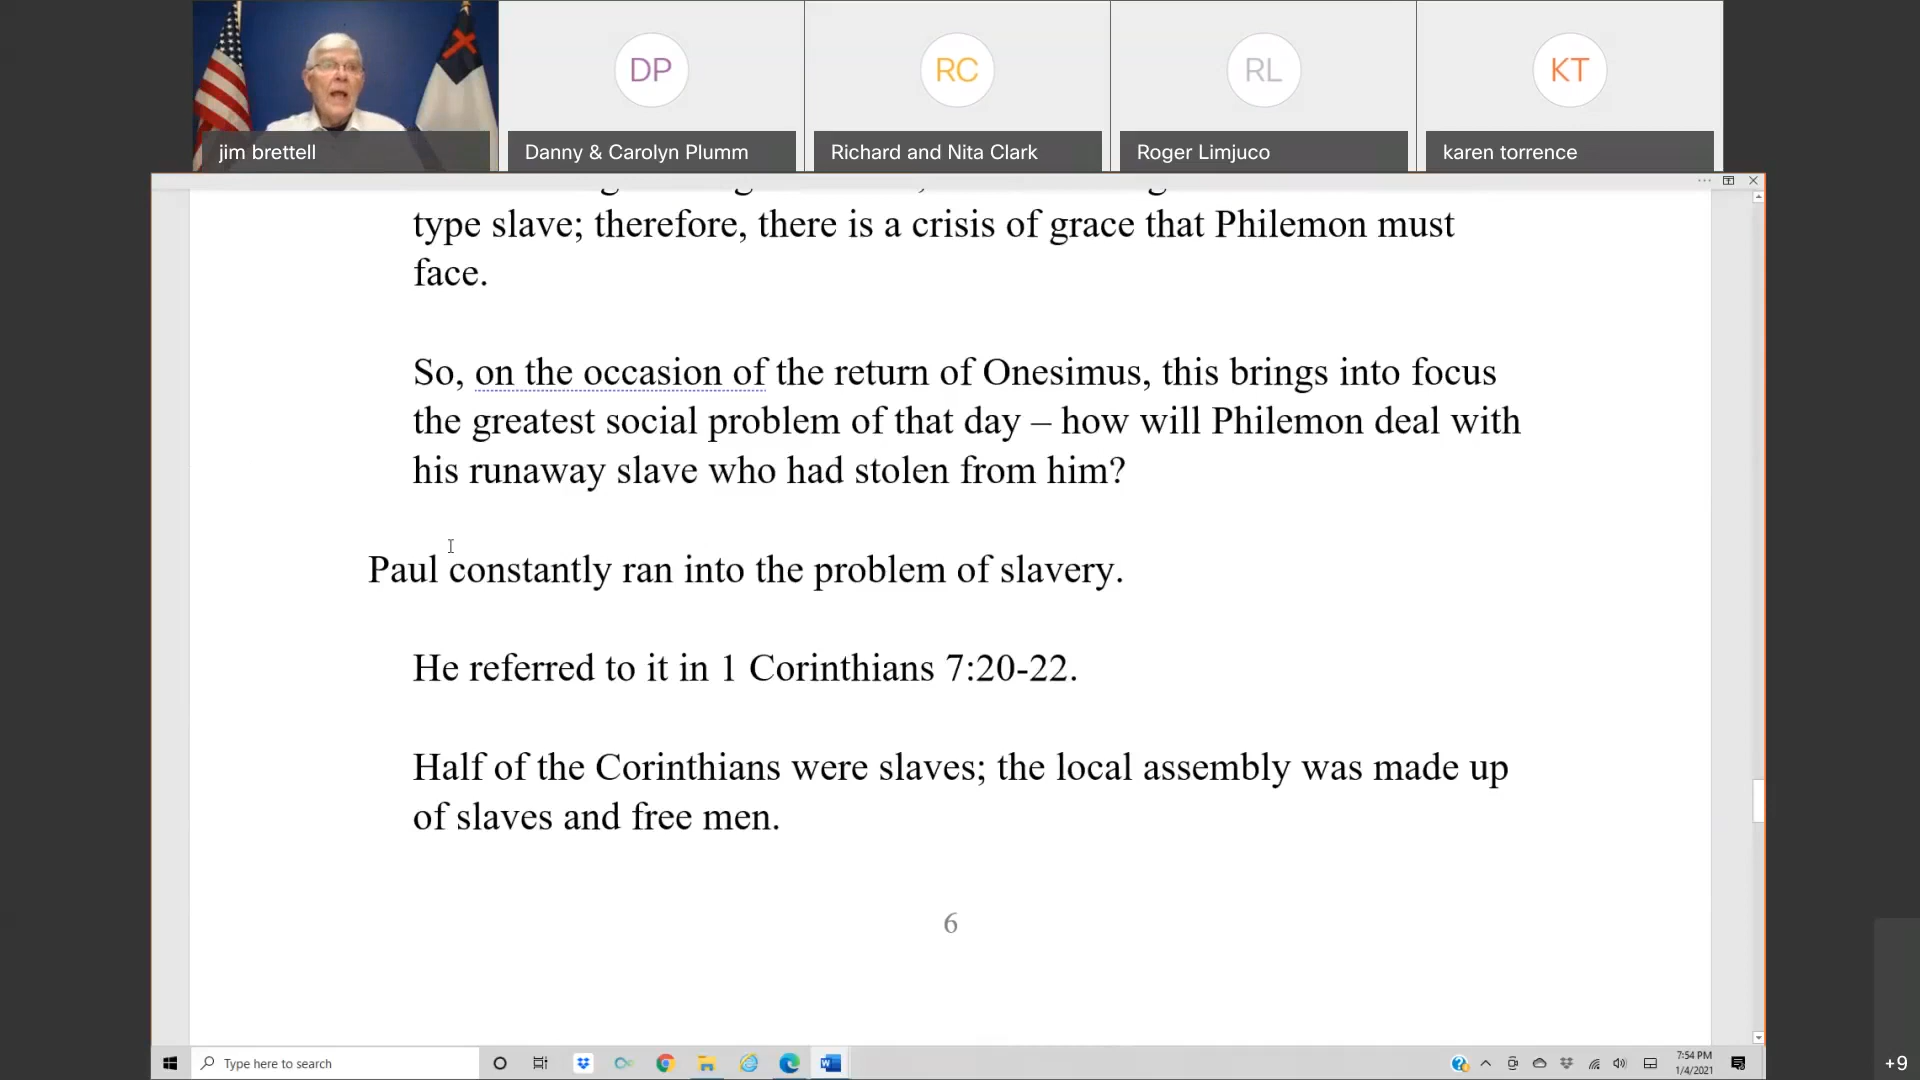 DP
RC
RL
KT
jim brettell
Danny & Carolyn Plumm
Richard and Nita Clark
Roger Limjuco
karen torrence
type slave; therefore, there is a crisis of grace that Philemon must
face.
So, on the occasion of the return of Onesimus, this brings into focus
the greatest social problem of that day – how will Philemon deal with
his runaway slave who had stolen from him?
Paul constantly ran into the problem of slavery.
He referred to it in 1 Corinthians 7:20-22.
Half of the Corinthians were slaves; the local assembly was made up
of slaves and free men.
6
Type here to search
7:54 PM
1/4/2021
+9